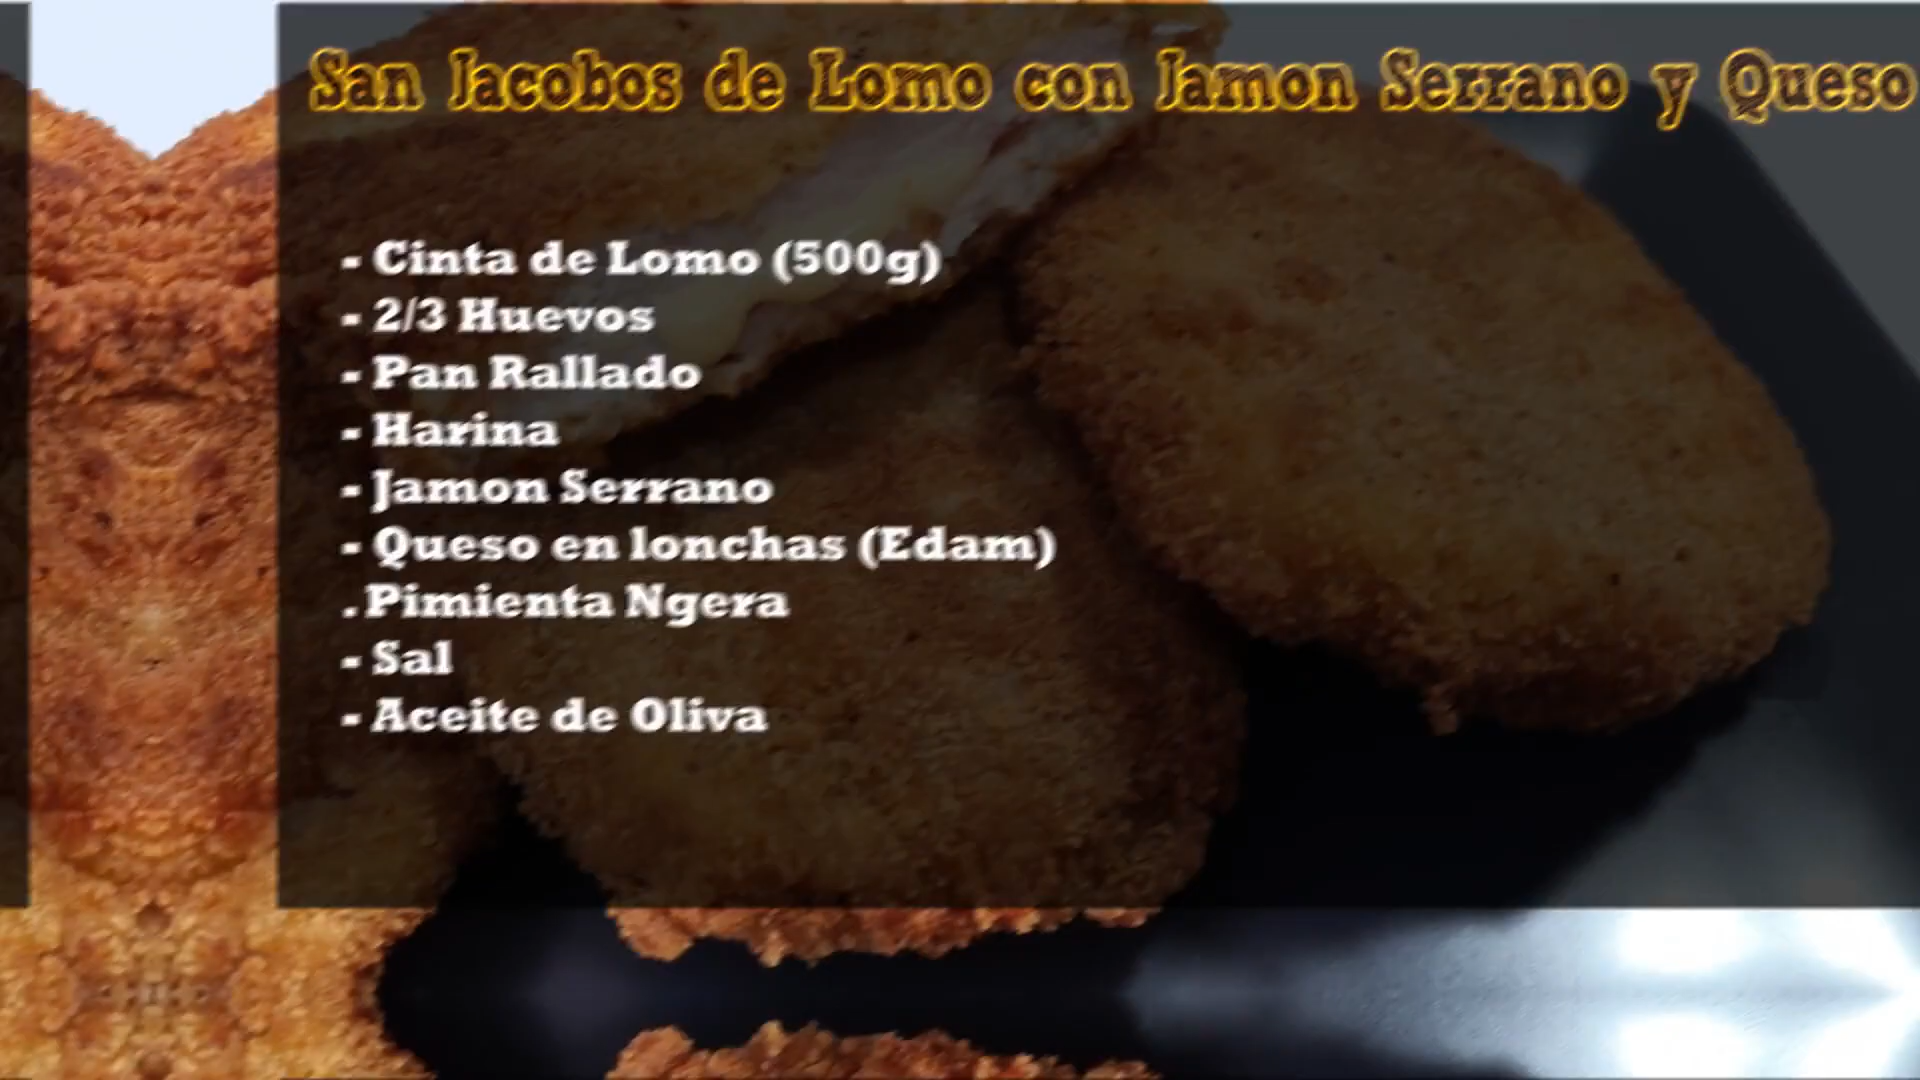 San Jacobos de Lomo con Jamon Serrano y Queso
- Cinta de Lomo (500g)
- 2/3 Huevos
- Pan Rallado
- Harina
- Jamon Serrano
- Queso en lonchas (Edam)
. Pimienta Ngera
- Sal
- Aceite de Oliva